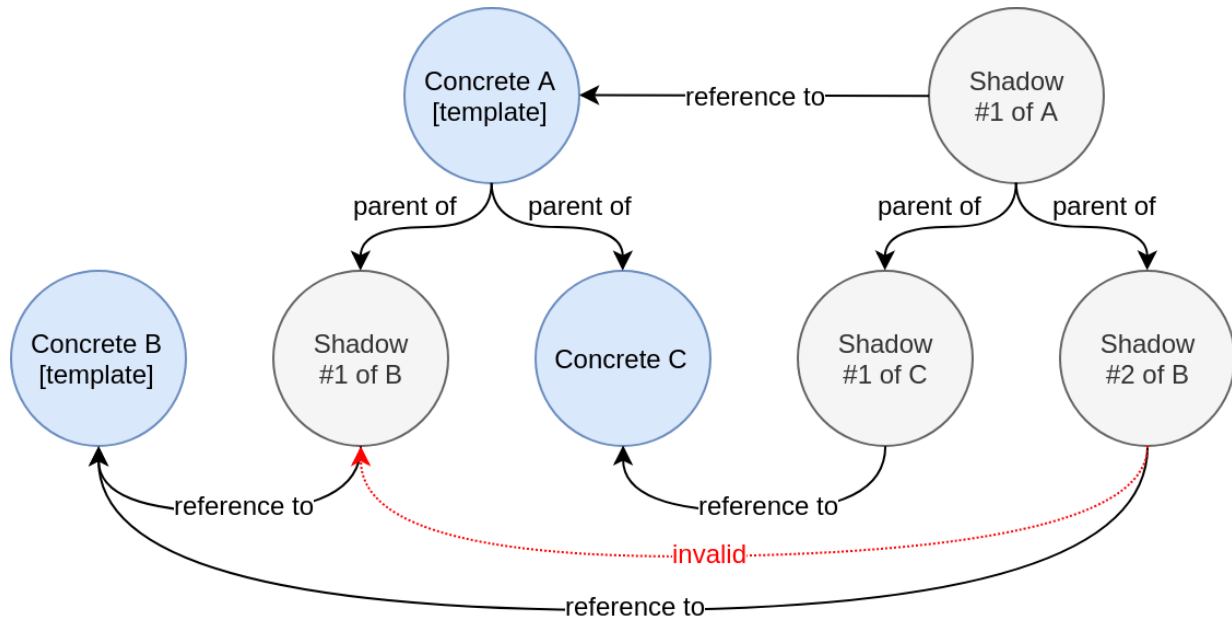 Concrete A
[template]
reference to
Shadow
#1 of A
parent of
parent of
parent of
parent of
Concrete B
[template]
Shadow
#1 of B
Concrete C
Shadow
#1 of C
Shadow
#2 of B
reference to
reference to
invalid
reference to